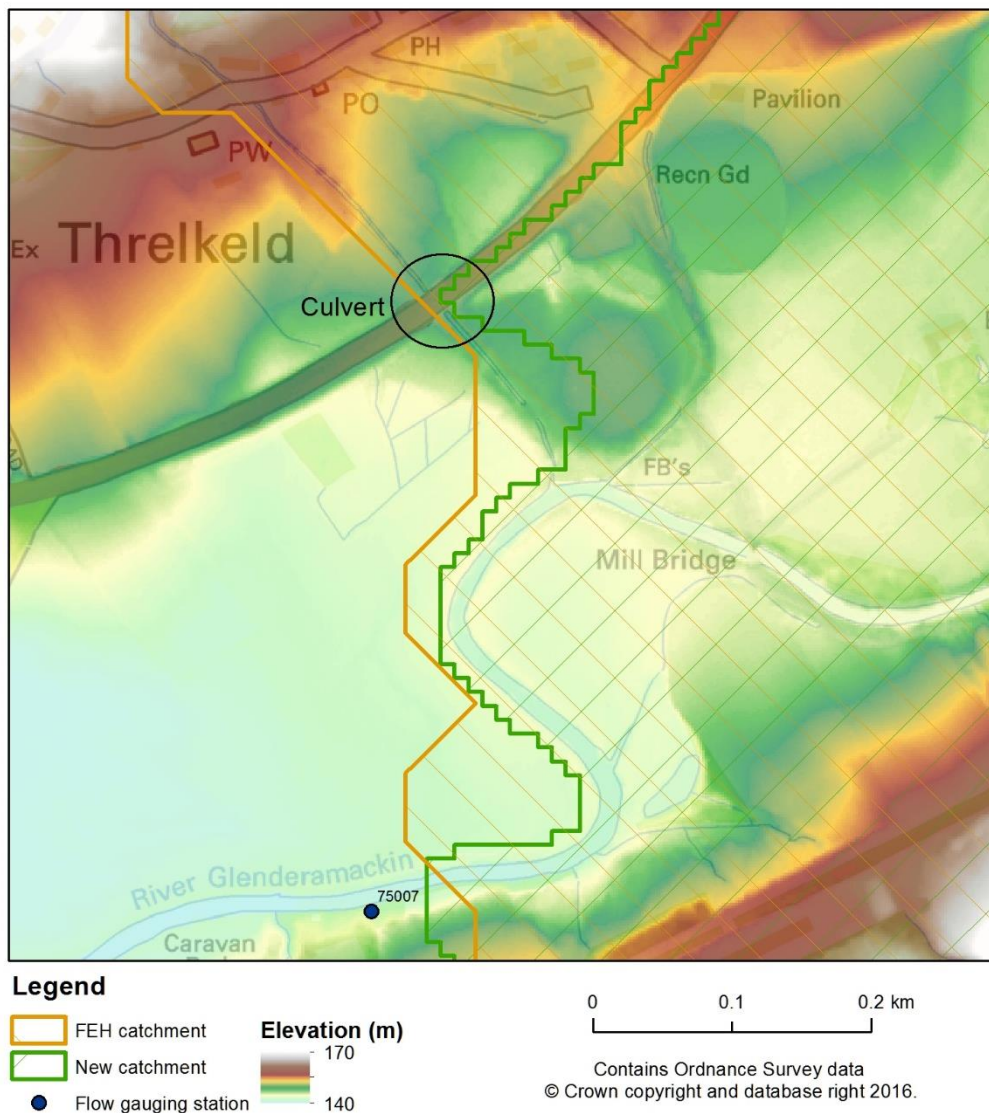 PH
PO
Pavilion
PW
Recn Gd
Ex
Threlkeld
Culvert
FB's
Mill Bridge
River Glenderamackin
75007
Caravan
Legend
FEH catchment
New catchment
Flow gauging station
Elevation (m)
170
140
0 0.1 0.2 km
Contains Ordnance Survey data
© Crown copyright and database right 2016.